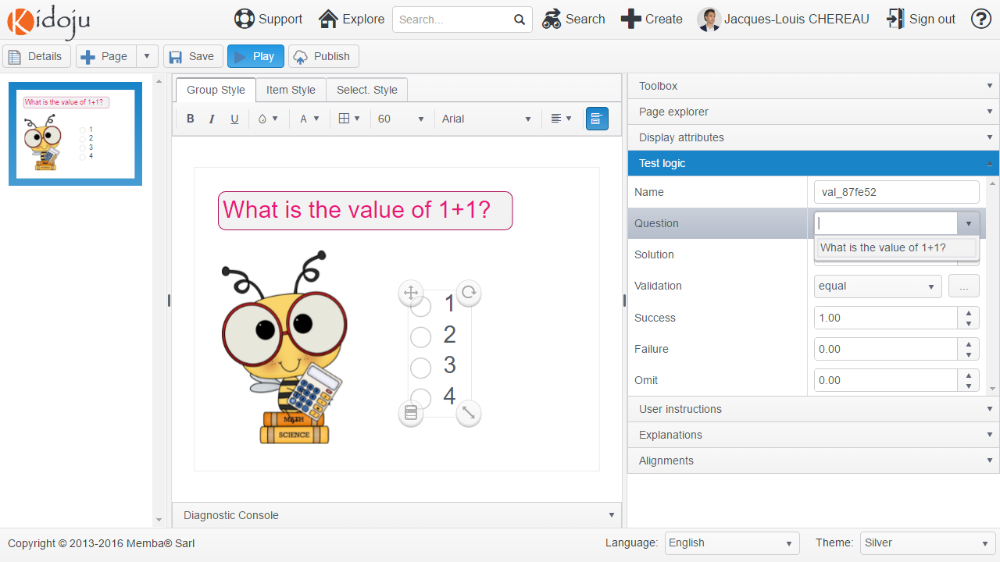 Kidoju
Support
Explore
Search...
Search
Create
Jacques-Louis CHEREAU
Sign out
Details
Page
Save
Play
Publish
What is the value of 1+1?
1
2
3
4
Group Style
Item Style
Select. Style
B
I
U
A
60
Arial
What is the value of 1+1?
1
2
3
4
MATH
SCIENCE
Diagnostic Console
Toolbox
Page explorer
Display attributes
Test logic
Name
val_87fe52
Question
What is the value of 1+1?
Solution
Validation
equal
...
Success
1.00
Failure
0.00
Omit
0.00
User instructions
Explanations
Alignments
Copyright © 2013-2016 Memba® Sarl
Language:
English
Theme:
Silver